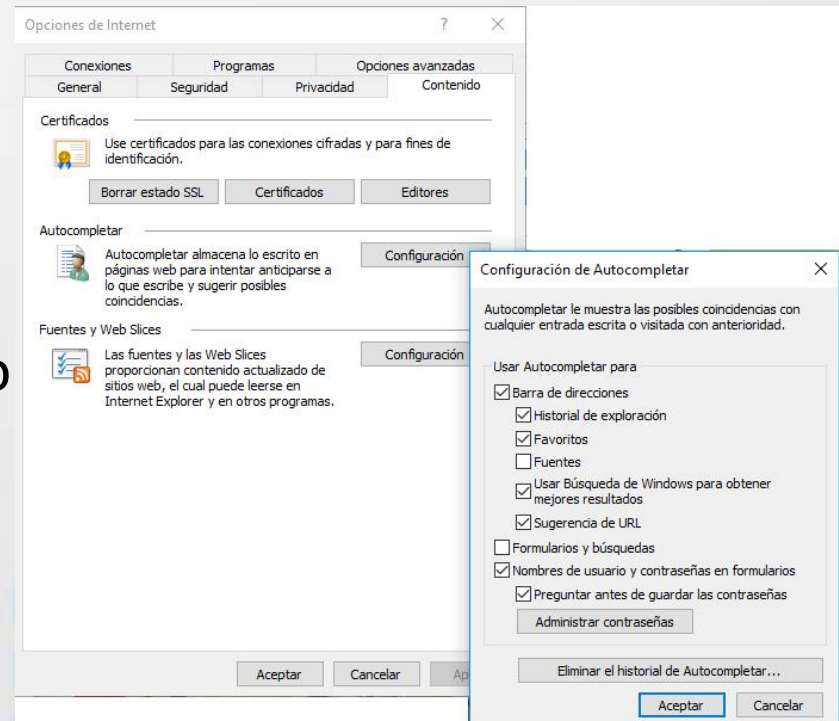 Opciones de Internet
?
Conexiones Programas Opciones avanzadas
General Seguridad Privacidad Contenido
Certificados
Use certificados para las conexiones cifradas y para fines de
identificación.
Borrar estado SSL Certificados Editores
Autocompletar
Autocompletar almacena lo escrito en
páginas web para intentar anticiparse a
lo que escribe y sugerir posibles
coincidencias.
Configuración
Fuentes y Web Slices
Las fuentes y las Web Slices
proporcionan contenido actualizado de
sitios web, el cual puede leerse en
Internet Explorer y en otros programas.
Configuración
Aceptar Cancelar Ap
Configuración de Autocompletar
Autocompletar le muestra las posibles coincidencias con
cualquier entrada escrita o visitada con anterioridad.
Usar Autocompletar para
Barra de direcciones
Historial de exploración
Favoritos
Fuentes
Usar Búsqueda de Windows para obtener
mejores resultados
Sugerencia de URL
Formularios y búsquedas
Nombres de usuario y contraseñas en formularios
Preguntar antes de guardar las contraseñas
Administrar contraseñas
Eliminar el historial de Autocompletar...
Aceptar Cancelar